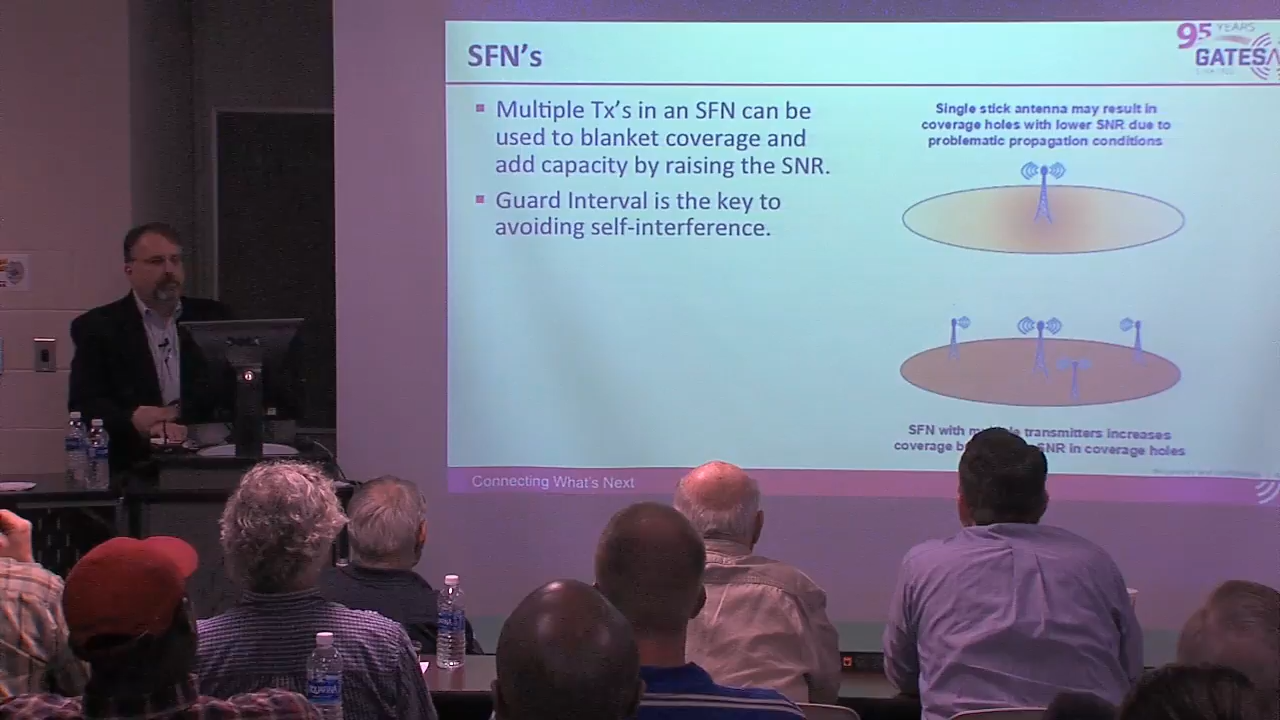 SFN's
95 YEARS
GATES
Multiple Tx's in an SFN can be
used to blanket coverage and
add capacity by raising the SNR.
Guard Interval is the key to
avoiding self-interference.
Single stick antenna may result in
coverage holes with lower SNR due to
problematic propagation conditions
SFN with transmitters increases
coverage SNR in coverage holes
Connecting What's Next